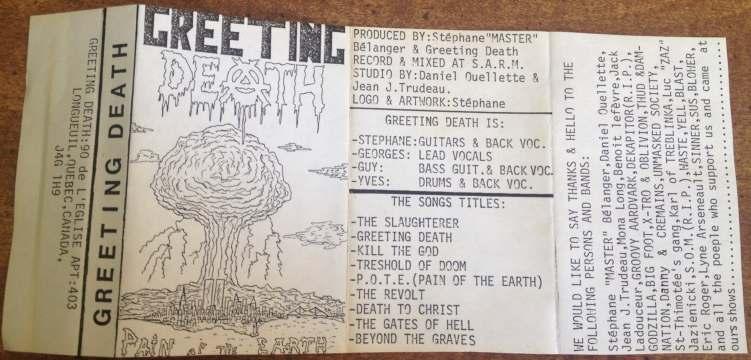 GREETING DEATH:90 de L'EGLISE APT:403
LONGUEUIL,QUEBEC,CANADA,
J4G 1H9
GREETING DEATH
GREETING
DEATH
PAIN OF THE EARTH
PRODUCED BY:Stéphane"MASTER"
Bélanger & Greeting Death
RECORD & MIXED AT S.A.R.M.
STUDIO BY:Daniel Ouellette &
Jean J.Trudeau.
LOGO & ARTWORK:Stéphane
GREETING DEATH IS:
-STEPHANE:GUITARS & BACK VOC.
-GEORGES: LEAD VOCALS
-GUY: BASS GUIT.& BACK VOC.
-YVES: DRUMS & BACK VOC.
THE SONGS TITLES:
-THE SLAUGHTERER
-GREETING DEATH
-KILL THE GOD
-TRESHOLD OF DOOM
-P.O.T.E.(PAIN OF THE EARTH)
-THE REVOLT
-DEATH TO CHRIST
-THE GATES OF HELL
-BEYOND THE GRAVES
WE WOULD LIKE TO SAY THANKS & HELLO TO THE
FOLLOWING PERSONS AND BANDS:
Stéphane "MASTER" Bélanger,Daniel Ouellette,
Jean J.Trudeau,Mona Long,Benoit lefèvre,Jack
Ladouceur,GROOVY AARDVARK,DEKAPITOR(R.I.P.),
GODZILLA,BIG FOOT,X-TRO & OBLIVION,THUD &DAM-
NATION,Danny & CREMAINS,UNMASKED SOCIETY,
St-Thimotée's gang,Karl of TREBLINKA,Luc "ZAZ"
Jazienicki,S.O.M.(R.I.P.),WASTE,YELL,BLAST,
Eric Roger,Lyne Arseneault,SINNER,SUS,BLOHER,
and all the poeple who support us and came at
ours shows..........................